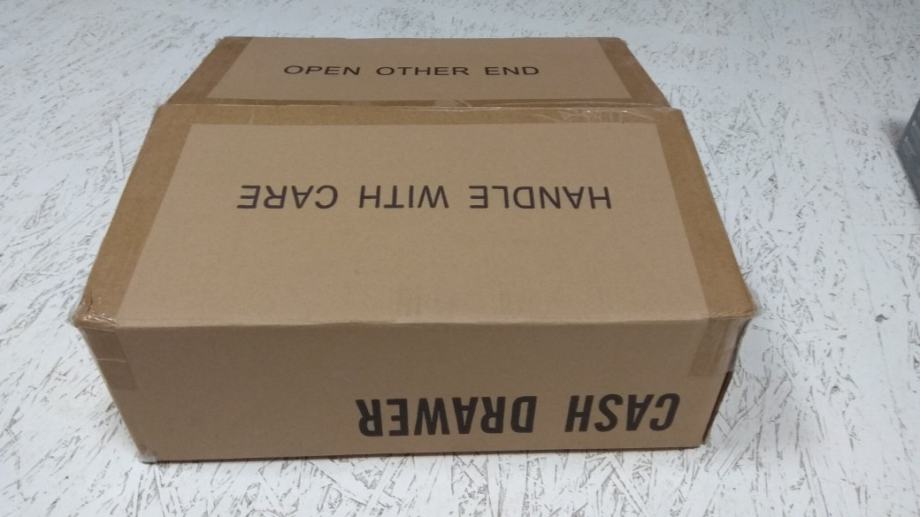 OPEN OTHER END
HANDLE WITH CARE
CASH DRAWER